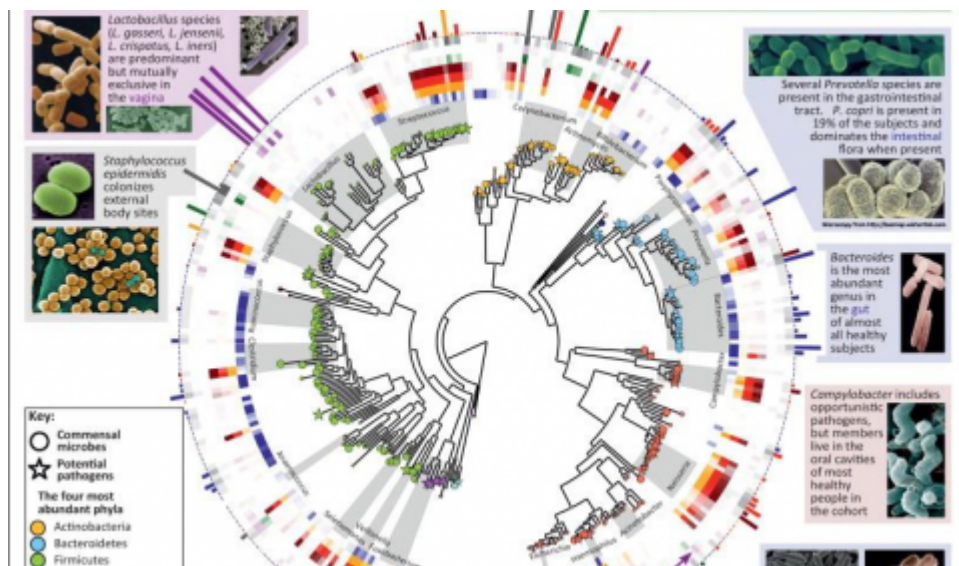 Lactobacillus species
(L. gasseri, L. jensenii,
L. crispatus, L. iners)
are predominant
but mutually
exclusive in
the vagina
Staphylococcus
epidermidis
colonizes
external
body sites
Several Prevotella species are
present in the gastrointestinal
tract. P. copri is present in
19% of the subjects and
dominates the intestinal
flora when present
Bacteroides
is the most
abundant
genus in
the gut
of almost
all healthy
subjects
Campylobacter includes
opportunistic
pathogens,
but members
live in the
oral cavities
of most
healthy
people in
the cohort
Streptococcus
Lactobacillus
Staphylococcus
Ruminococcus
Clostridium
Corynebacterium
Actinomyces
Prevotella
Bacteroides
Campylobacter
Neisseria
Key:
Commensal
microbes
Potential
pathogens
The four most
abundant phyla
Actinobacteria
Bacteroidetes
Firmicutes